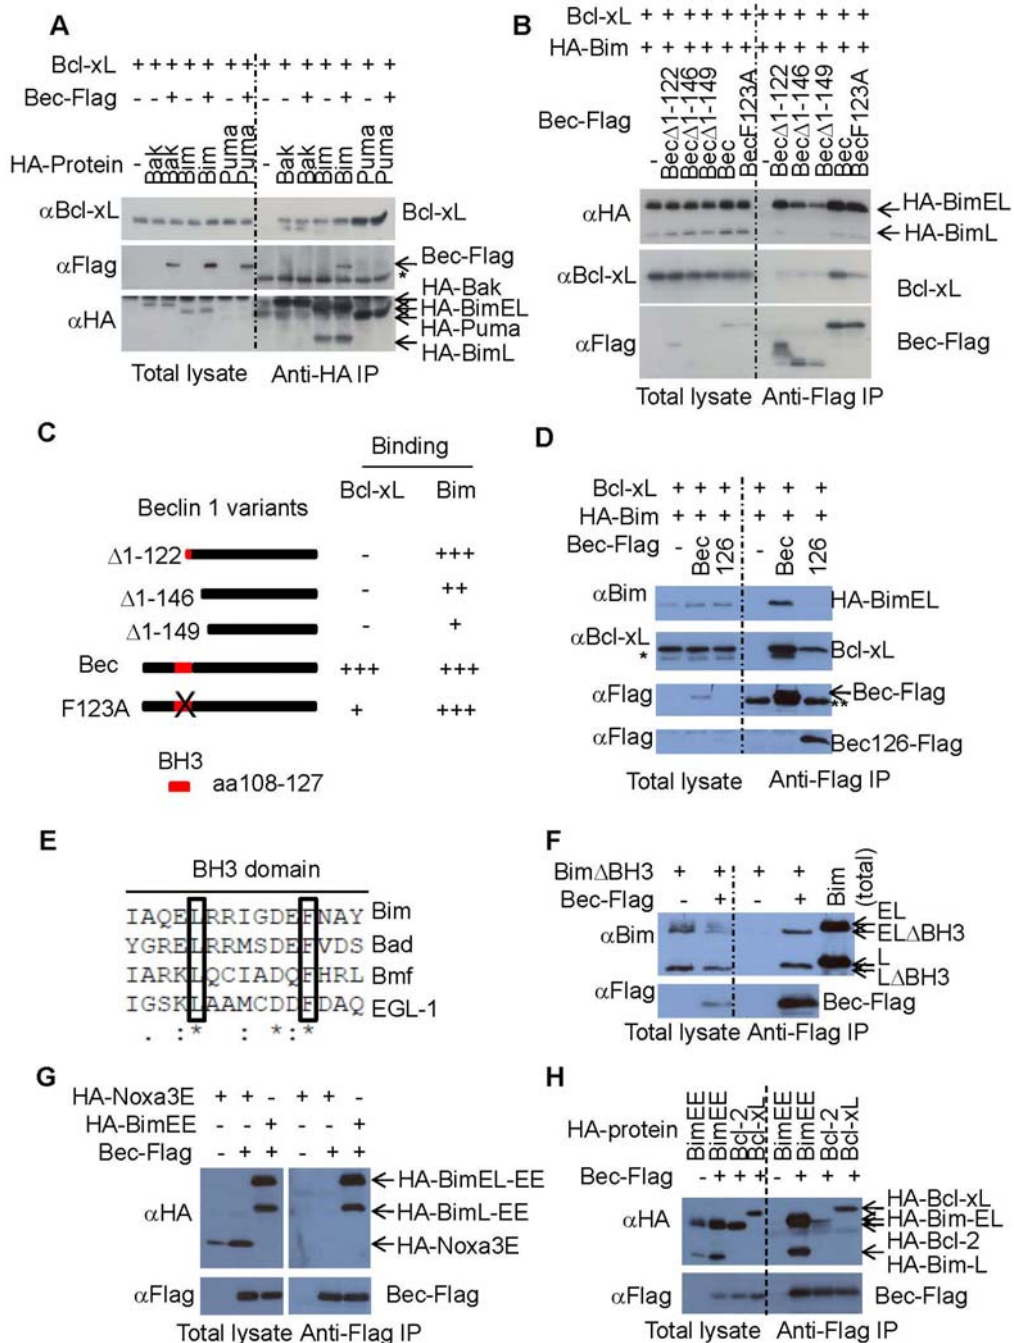 A
Bcl-xL + + + + + + + + + + + + + +
Bec-Flag - - + - + - + - - + - + - +
HA-Protein - Bak Bak Bim Bim Puma Puma - Bak Bak Bim Bim Puma Puma
αBcl-xL
Bcl-xL
αFlag
Bec-Flag
*
αHA
HA-Bak
HA-BimEL
HA-Puma
HA-BimL
Total lysate Anti-HA IP
B
Bcl-xL + + + + + + + + + + + +
HA-Bim + + + + + + + + + + + +
Bec-Flag - BecΔ1-122 BecΔ1-146 BecΔ1-149 Bec BecF123A - BecΔ1-122 BecΔ1-146 BecΔ1-149 Bec BecF123A
αHA
HA-BimEL
HA-BimL
αBcl-xL
Bcl-xL
αFlag
Bec-Flag
Total lysate Anti-Flag IP
C
Binding
Beclin 1 variants Bcl-xL Bim
Δ1-122 - +++
Δ1-146 - ++
Δ1-149 - +
Bec +++ +++
F123A X + +++
BH3
aa108-127
D
Bcl-xL + + + + + +
HA-Bim + + + + + +
Bec-Flag - Bec 126 - Bec 126
αBim
HA-BimEL
αBcl-xL
*
Bcl-xL
αFlag
Bec-Flag
**
αFlag
Bec126-Flag
Total lysate Anti-Flag IP
E
BH3 domain
IAQELRRIGDEFNAY Bim
YGRELRRMSDEFVDS Bad
IARKLQCIADQFHRL Bmf
IGSKLAAMCDDFDAQ EGL-1
. : * : * : *
F
BimΔBH3 + + + + Bim (total)
Bec-Flag - + - +
αBim
EL
ELΔBH3
L
LΔBH3
αFlag
Bec-Flag
Total lysate Anti-Flag IP
G
HA-Noxa3E + + - + + -
HA-BimEE - - + - - +
Bec-Flag - + + - + +
αHA
HA-BimEL-EE
HA-BimL-EE
HA-Noxa3E
αFlag
Bec-Flag
Total lysate Anti-Flag IP
H
HA-protein BimEE BimEE Bcl-2 Bcl-xL BimEE BimEE Bcl-2 Bcl-xL
Bec-Flag - + + + - + + +
αHA
HA-Bcl-xL
HA-Bim-EL
HA-Bcl-2
HA-Bim-L
αFlag
Bec-Flag
Total lysate Anti-Flag IP